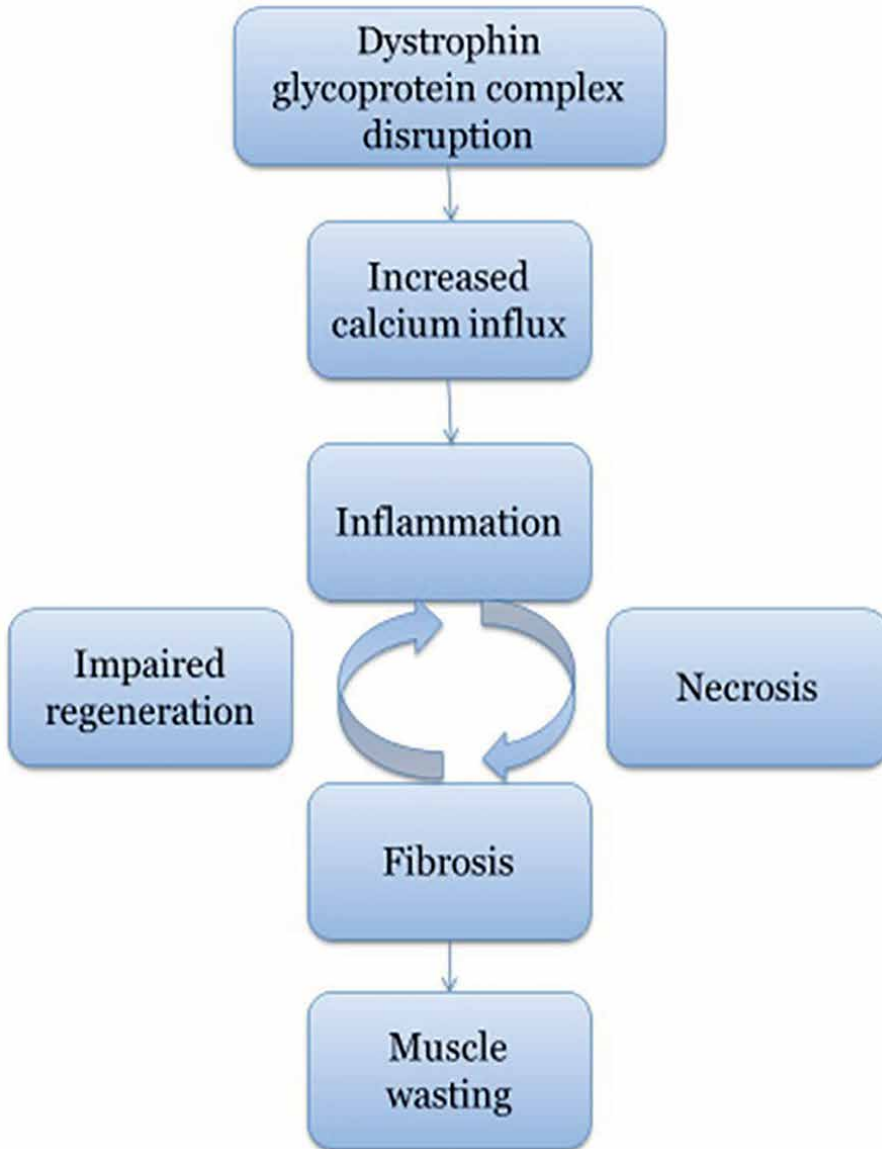 Dystrophin
glycoprotein complex
disruption
Increased
calcium influx
Inflammation
Impaired
regeneration
Necrosis
Fibrosis
Muscle
wasting